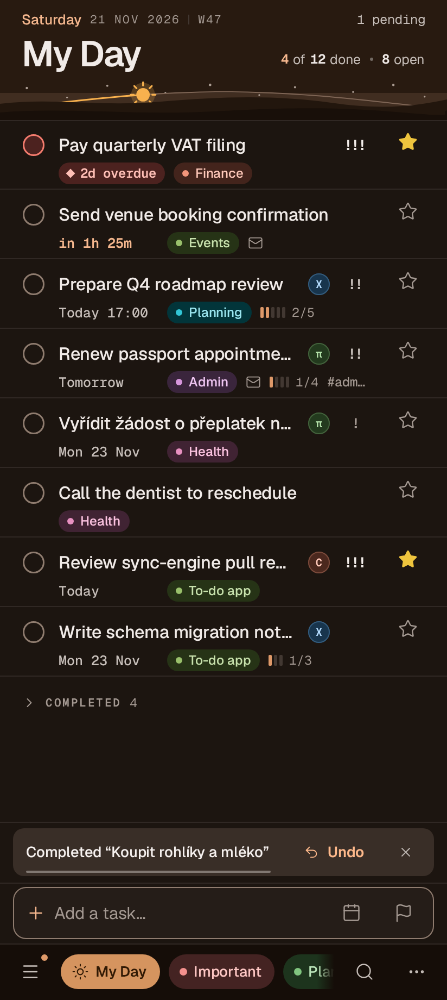 Saturday 21 NOV 2026 | W47 1 pending
My Day 4 of 12 done • 8 open
Pay quarterly VAT filing !!!
2d overdue Finance
Send venue booking confirmation
in 1h 25m Events
Prepare Q4 roadmap review X !!
Today 17:00 Planning 2/5
Renew passport appointme… π !!
Tomorrow Admin 1/4 #adm…
Vyřídit žádost o přeplatek n… π !
Mon 23 Nov Health
Call the dentist to reschedule
Health
Review sync-engine pull re… C !!!
Today To-do app
Write schema migration not… X
Mon 23 Nov To-do app 1/3
COMPLETED 4
Completed “Koupit rohlíky a mléko” Undo
Add a task…
My Day Important Pla